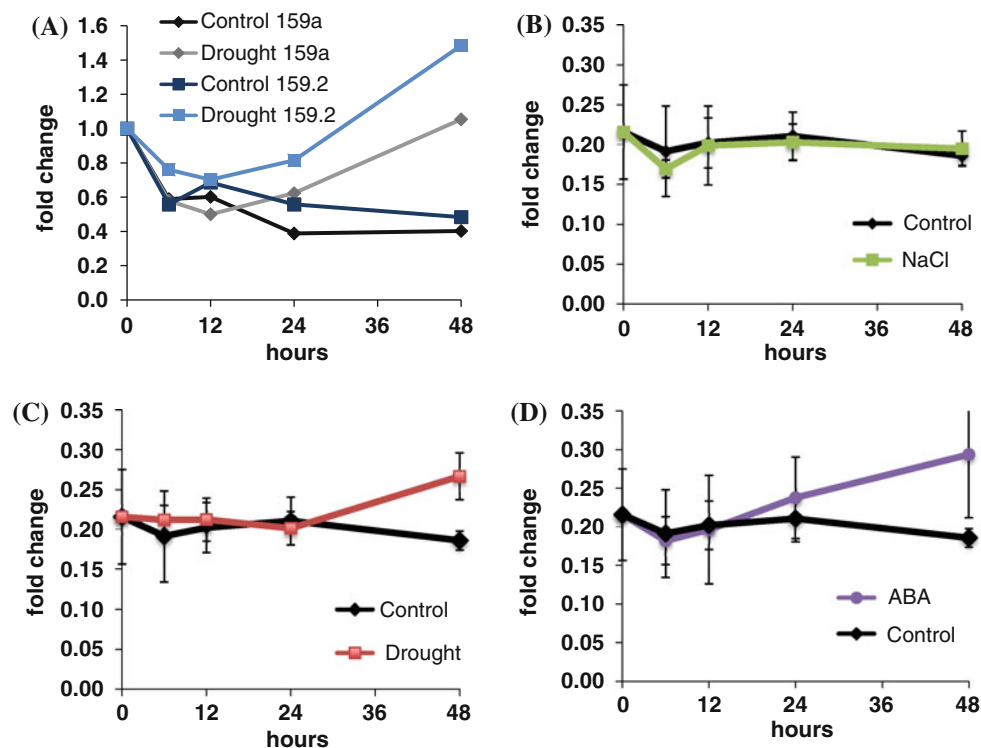 (A)
Control 159a
Drought 159a
Control 159.2
Drought 159.2
fold change
1.6
1.4
1.2
1.0
0.8
0.6
0.4
0.2
0.0
0 12 24 36 48
hours
(B)
fold change
0.35
0.30
0.25
0.20
0.15
0.10
0.05
0.00
Control
NaCl
0 12 24 36 48
hours
(C)
fold change
0.35
0.30
0.25
0.20
0.15
0.10
0.05
0.00
Control
Drought
0 12 24 36 48
hours
(D)
fold change
0.35
0.30
0.25
0.20
0.15
0.10
0.05
0.00
ABA
Control
0 12 24 36 48
hours